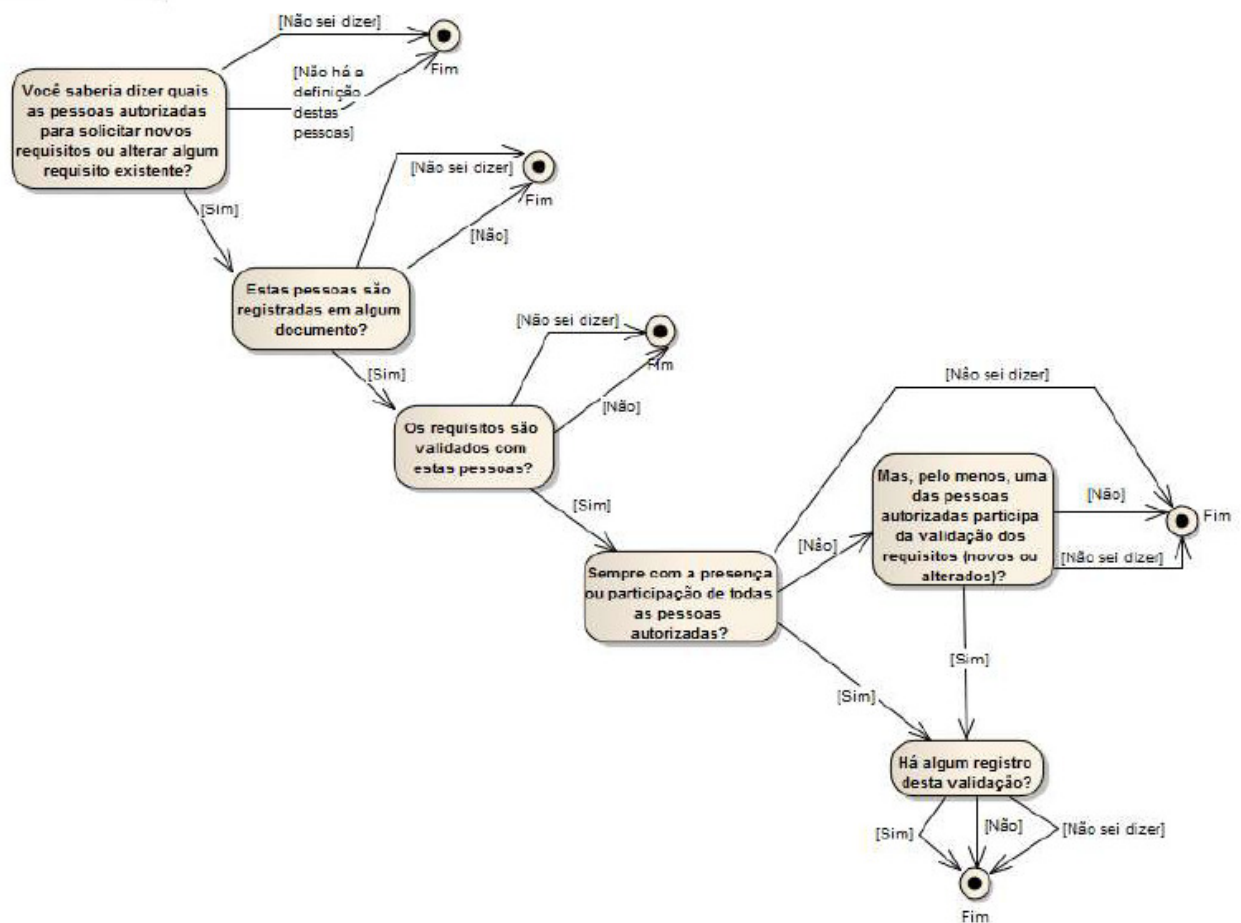 [Não sei dizer]
Fim
[Não há a
definição
destas
pessoas]
Você saberia dizer quais
as pessoas autorizadas
para solicitar novos
requisitos ou alterar algum
requisito existente?
[Sim]
[Não sei dizer]
Fim
[Não]
Estas pessoas são
registradas em algum
documento?
[Sim]
[Não sei dizer]
Fim
[Não]
Os requisitos são
validados com
estas pessoas?
[Sim]
[Não sei dizer]
Mas, pelo menos, uma
das pessoas
autorizadas participa
da validação dos
requisitos (novos ou
alterados)?
[Não]
Fim
[Não sei dizer]
[Não]
Sempre com a presença
ou participação de todas
as pessoas
autorizadas?
[Sim]
[Sim]
Há algum registro
desta validação?
[Sim]
[Não]
[Não sei dizer]
Fim